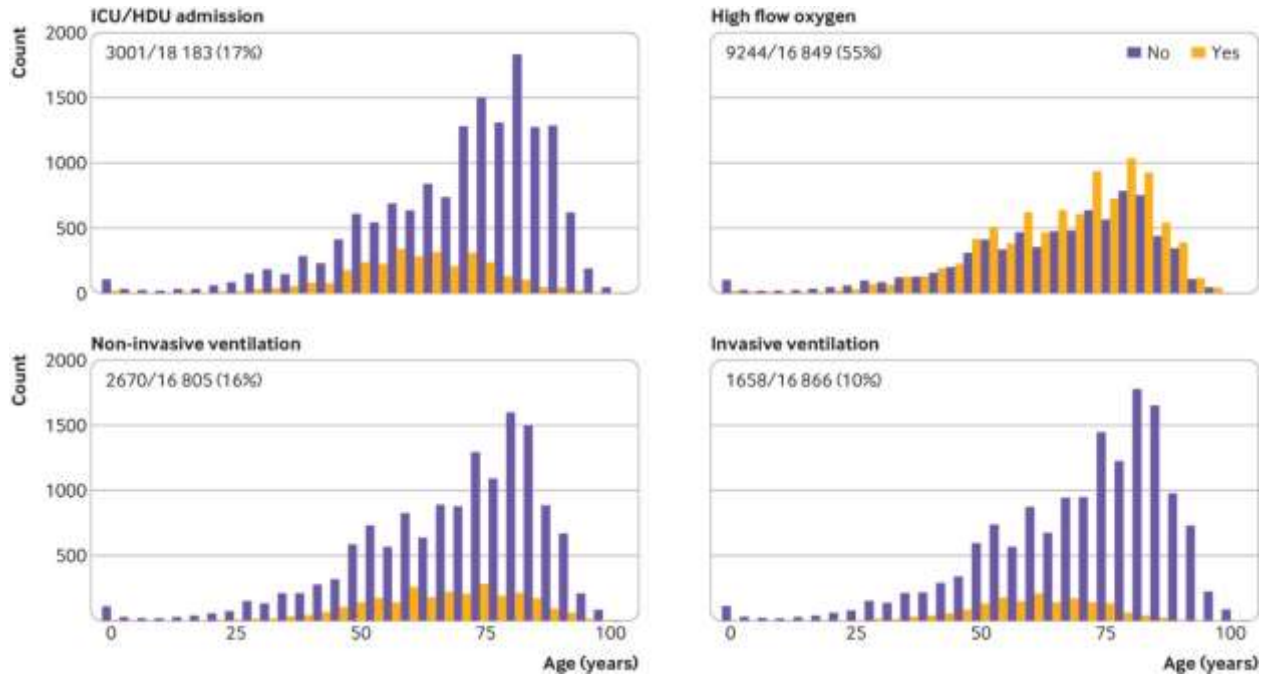 ICU/HDU admission
3001/18 183 (17%)
Count
2000
1500
1000
500
0
High flow oxygen
9244/16 849 (55%)
No Yes
Non-invasive ventilation
2670/16 805 (16%)
Count
2000
1500
1000
500
0 25 50 75 100
Age (years)
Invasive ventilation
1658/16 866 (10%)
0 25 50 75 100
Age (years)